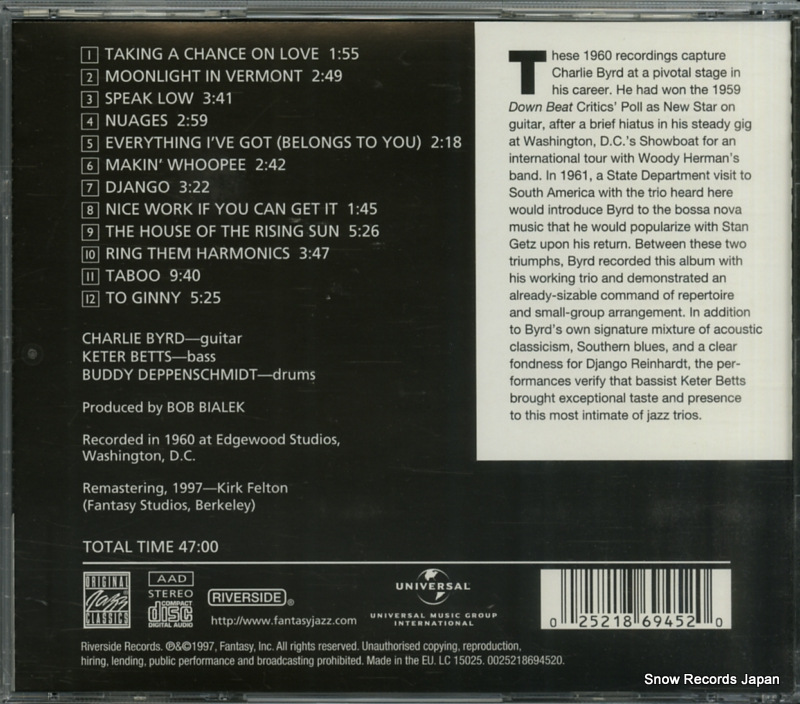 1 TAKING A CHANCE ON LOVE 1:55
2 MOONLIGHT IN VERMONT 2:49
3 SPEAK LOW 3:41
4 NUAGES 2:59
5 EVERYTHING I'VE GOT (BELONGS TO YOU) 2:18
6 MAKIN' WHOOPEE 2:42
7 DJANGO 3:22
8 NICE WORK IF YOU CAN GET IT 1:45
9 THE HOUSE OF THE RISING SUN 5:26
10 RING THEM HARMONICS 3:47
11 TABOO 9:40
12 TO GINNY 5:25
CHARLIE BYRD—guitar
KETER BETTS—bass
BUDDY DEPPENSCHMIDT—drums
Produced by BOB BIALEK
Recorded in 1960 at Edgewood Studios,
Washington, D.C.
Remastering, 1997—Kirk Felton
(Fantasy Studios, Berkeley)
TOTAL TIME 47:00
These 1960 recordings capture
Charlie Byrd at a pivotal stage in
his career. He had won the 1959
Down Beat Critics' Poll as New Star on
guitar, after a brief hiatus in his steady gig
at Washington, D.C.'s Showboat for an
international tour with Woody Herman's
band. In 1961, a State Department visit to
South America with the trio heard here
would introduce Byrd to the bossa nova
music that he would popularize with Stan
Getz upon his return. Between these two
triumphs, Byrd recorded this album with
his working trio and demonstrated an
already-sizable command of repertoire
and small-group arrangement. In addition
to Byrd's own signature mixture of acoustic
classicism, Southern blues, and a clear
fondness for Django Reinhardt, the per-
formances verify that bassist Keter Betts
brought exceptional taste and presence
to this most intimate of jazz trios.
ORIGINAL
Jazz
CLASSICS
AAD
STEREO
COMPACT
disc
DIGITAL AUDIO
RIVERSIDE®
http://www.fantasyjazz.com
UNIVERSAL
UNIVERSAL MUSIC GROUP
INTERNATIONAL
0 25218 69452 0
Riverside Records. ℗&©1997, Fantasy, Inc. All rights reserved. Unauthorised copying, reproduction,
hiring, lending, public performance and broadcasting prohibited. Made in the EU. LC 15025. 0025218694520.
Snow Records Japan